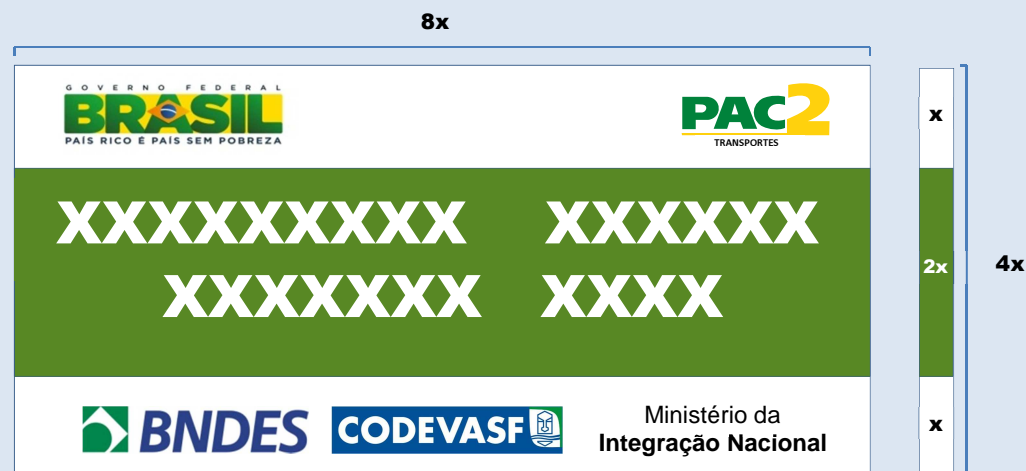 8x
GOVERNO FEDERAL
BRASIL
PAÍS RICO É PAÍS SEM POBREZA
PAC2
TRANSPORTES
x
XXXXXXXXX XXXXXX
XXXXXXX XXXX
2x
4x
BNDES
CODEVASF
Ministério da
Integração Nacional
x